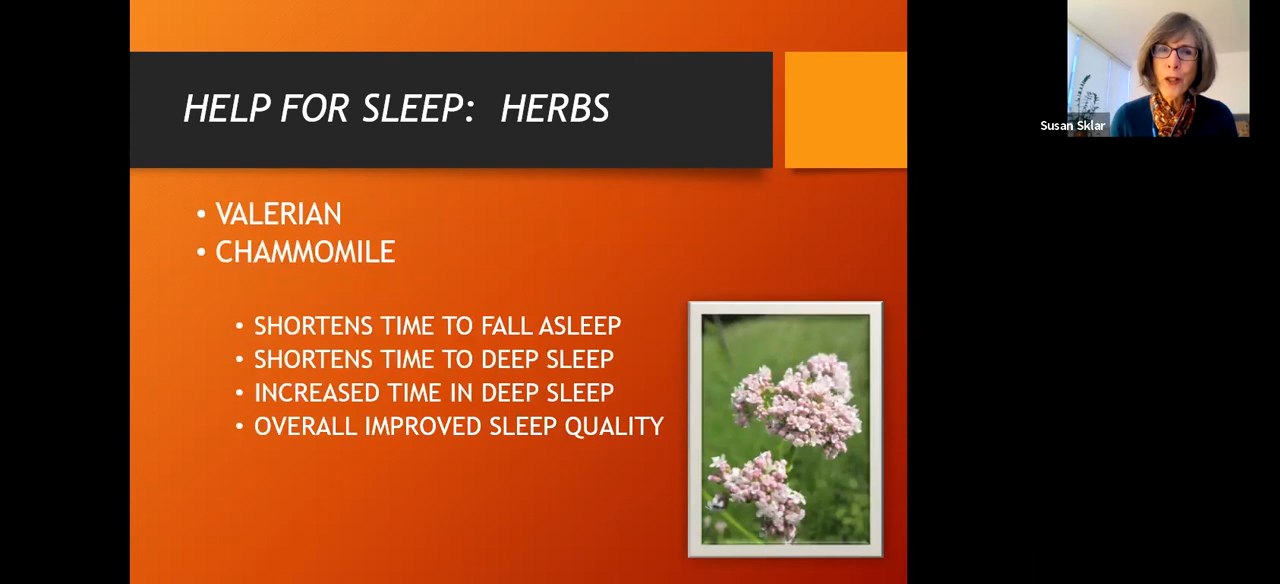 HELP FOR SLEEP: HERBS
Susan Sklar
• VALERIAN
• CHAMMOMILE
• SHORTENS TIME TO FALL ASLEEP
• SHORTENS TIME TO DEEP SLEEP
• INCREASED TIME IN DEEP SLEEP
• OVERALL IMPROVED SLEEP QUALITY